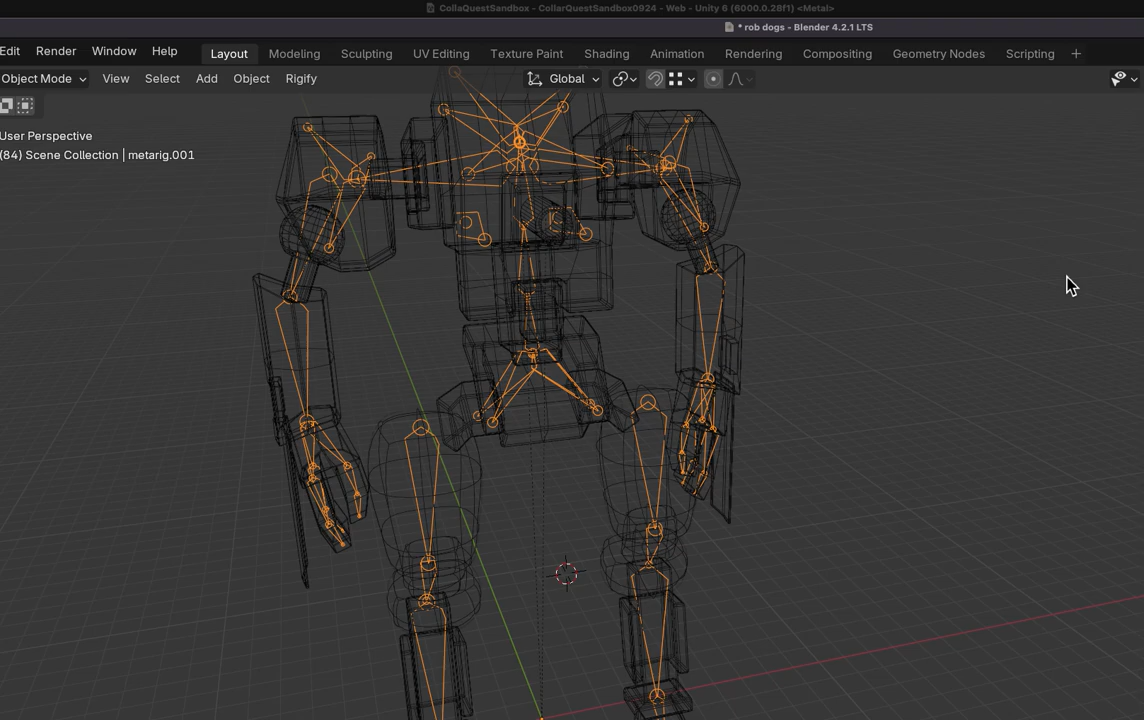 CollaQuestSandbox - CollarQuestSandbox0924 - Web - Unity 6 (6000.0.28f1) <Metal>
* rob dogs - Blender 4.2.1 LTS
Edit Render Window Help Layout Modeling Sculpting UV Editing Texture Paint Shading Animation Rendering Compositing Geometry Nodes Scripting +
Object Mode View Select Add Object Rigify Global
User Perspective
(84) Scene Collection | metarig.001